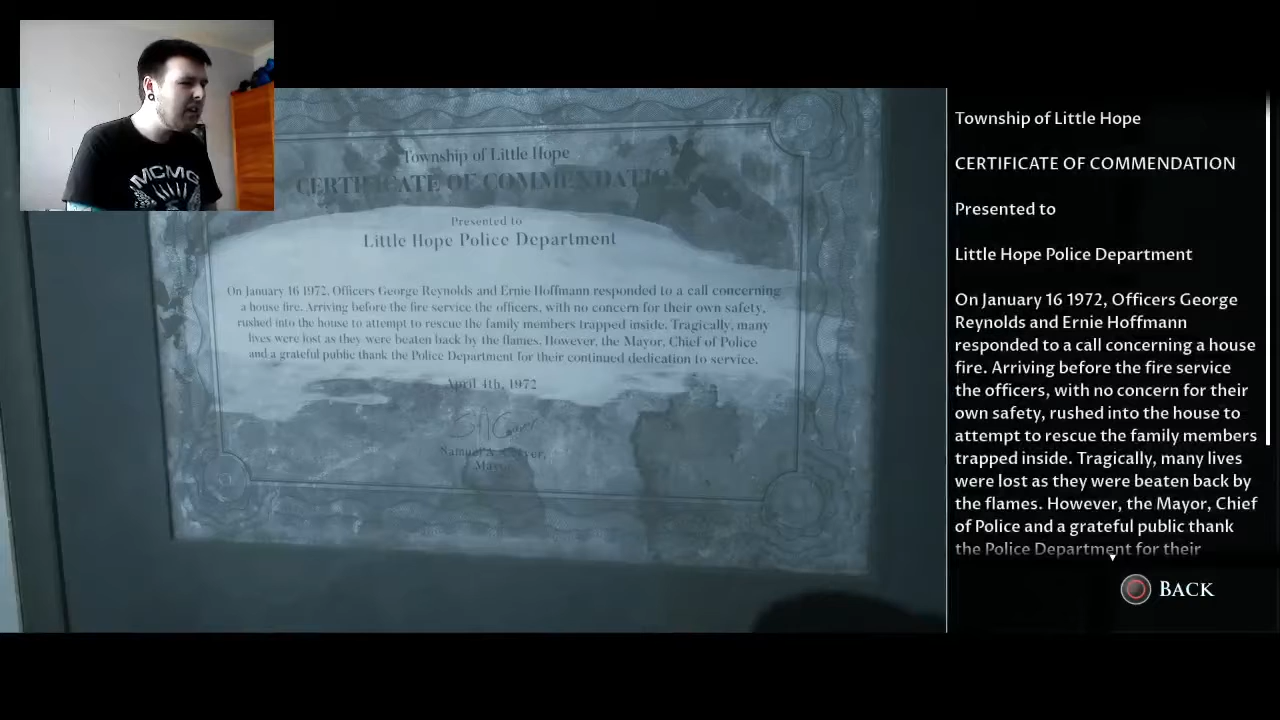 MCMC
Township of Little Hope
CERTIFICATE OF COMMENDATIO
Presented to
Little Hope Police Department
On January 16 1972, Officers George Reynolds and Ernie Hoffmann responded to a call concerning
a house fire. Arriving before the fire service the officers, with no concern for their own safety,
rushed into the house to attempt to rescue the family members trapped inside. Tragically, many
lives were lost as they were beaten back by the flames. However, the Mayor, Chief of Police
and a grateful public thank the Police Department for their continued dedication to service.
April 4th, 1972
Samuel A.
Mayor
Township of Little Hope
CERTIFICATE OF COMMENDATION
Presented to
Little Hope Police Department
On January 16 1972, Officers George
Reynolds and Ernie Hoffmann
responded to a call concerning a house
fire. Arriving before the fire service
the officers, with no concern for their
own safety, rushed into the house to
attempt to rescue the family members
trapped inside. Tragically, many lives
were lost as they were beaten back by
the flames. However, the Mayor, Chief
of Police and a grateful public thank
the Police Department for their
BACK